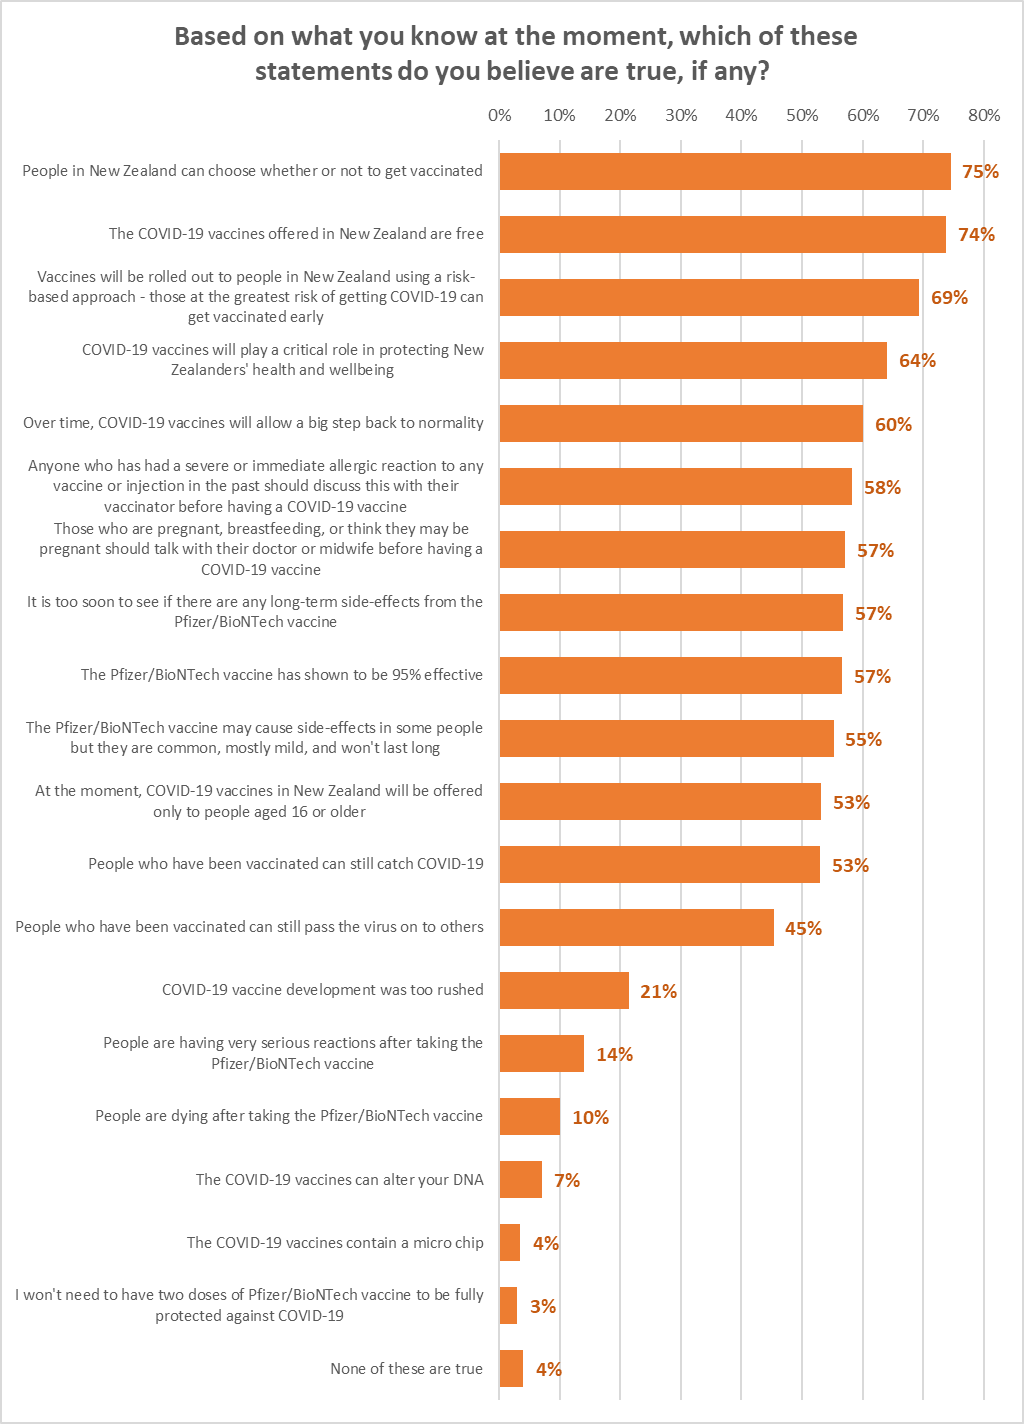 Based on what you know at the moment, which of these
statements do you believe are true, if any?
0% 10% 20% 30% 40% 50% 60% 70% 80%
People in New Zealand can choose whether or not to get vaccinated 75%
The COVID-19 vaccines offered in New Zealand are free 74%
Vaccines will be rolled out to people in New Zealand using a risk-
based approach - those at the greatest risk of getting COVID-19 can
get vaccinated early
69%
COVID-19 vaccines will play a critical role in protecting New
Zealanders' health and wellbeing
64%
Over time, COVID-19 vaccines will allow a big step back to normality 60%
Anyone who has had a severe or immediate allergic reaction to any
vaccine or injection in the past should discuss this with their
vaccinator before having a COVID-19 vaccine
58%
Those who are pregnant, breastfeeding, or think they may be
pregnant should talk with their doctor or midwife before having a
COVID-19 vaccine
57%
It is too soon to see if there are any long-term side-effects from the
Pfizer/BioNTech vaccine
57%
The Pfizer/BioNTech vaccine has shown to be 95% effective 57%
The Pfizer/BioNTech vaccine may cause side-effects in some people
but they are common, mostly mild, and won't last long
55%
At the moment, COVID-19 vaccines in New Zealand will be offered
only to people aged 16 or older
53%
People who have been vaccinated can still catch COVID-19 53%
People who have been vaccinated can still pass the virus on to others 45%
COVID-19 vaccine development was too rushed 21%
People are having very serious reactions after taking the
Pfizer/BioNTech vaccine
14%
People are dying after taking the Pfizer/BioNTech vaccine 10%
The COVID-19 vaccines can alter your DNA 7%
The COVID-19 vaccines contain a micro chip 4%
I won't need to have two doses of Pfizer/BioNTech vaccine to be fully
protected against COVID-19
3%
None of these are true 4%